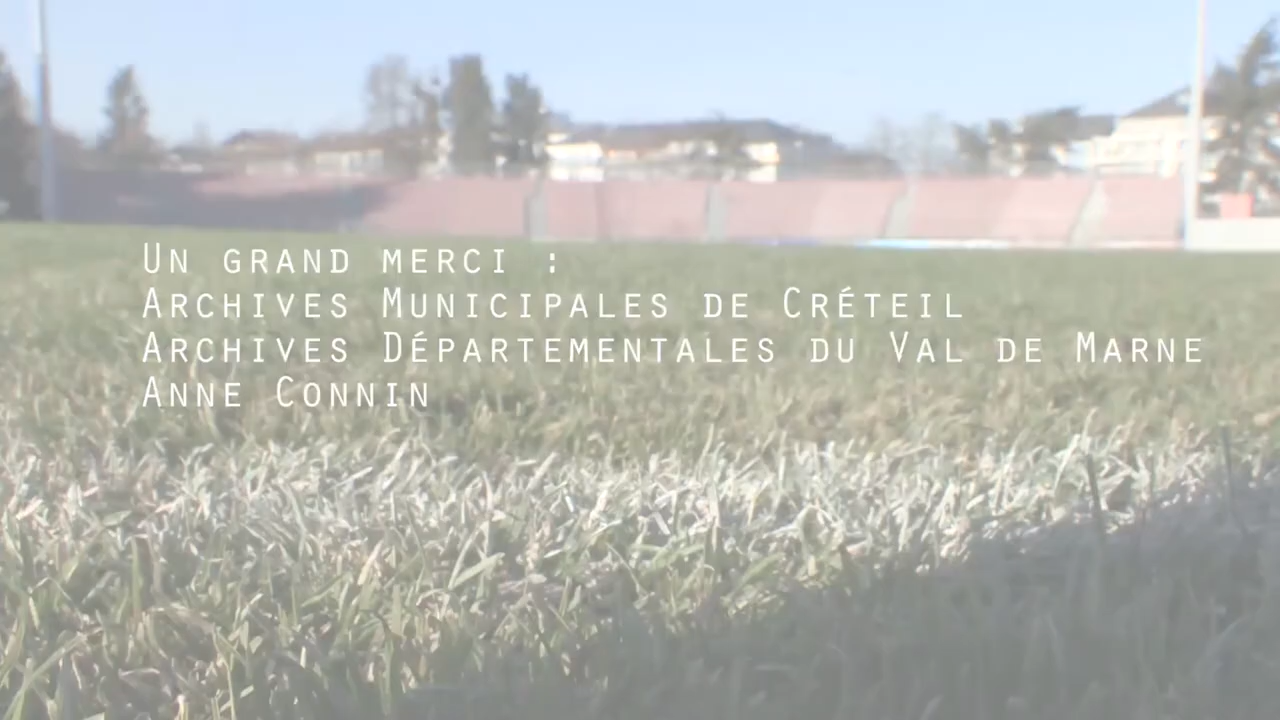 Un grand merci :
Archives Municipales de Créteil
Archives Départementales du Val de Marne
Anne Connin